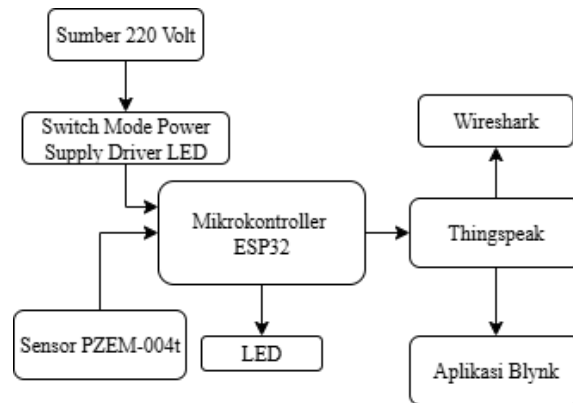 Sumber 220 Volt
Switch Mode Power
Supply Driver LED
Wireshark
Mikrokontroller
ESP32
Thingspeak
Sensor PZEM-004t
LED
Aplikasi Blynk